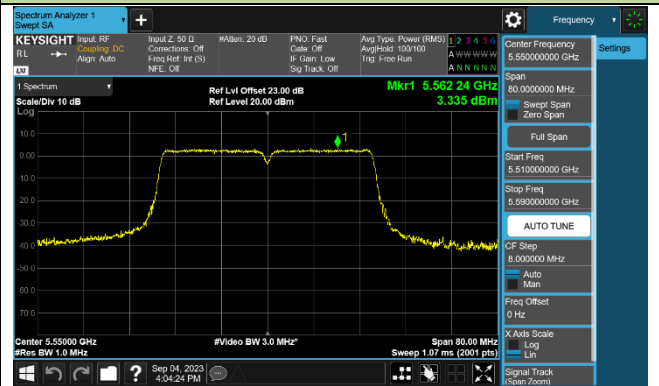 Spectrum Analyzer 1
Swept SA
+
Frequency
KEYSIGHT
RL
LXI
Input: RF
Coupling: DC
Align: Auto
Input Z: 50 Ω
Corrections: Off
Freq Ref: Int (S)
NFE: Off
#Atten: 20 dB
PNO: Fast
Gate: Off
IF Gain: Low
Sig Track: Off
Avg Type: Power (RMS)
Avg|Hold: 100/100
Trig: Free Run
1 2 3 4 5 6
A W W W W W
A N N N N N
1 Spectrum
Scale/Div 10 dB
Log
Ref Lvl Offset 23.00 dB
Ref Level 20.00 dBm
Mkr1 5.562 24 GHz
3.335 dBm
1
10.0
0.00
-10.0
-20.0
-30.0
-40.0
-50.0
-60.0
-70.0
Center 5.55000 GHz
#Res BW 1.0 MHz
#Video BW 3.0 MHz*
Span 80.00 MHz
Sweep 1.07 ms (2001 pts)
Sep 04, 2023
4:04:24 PM
?
Settings
Center Frequency
5.550000000 GHz
Span
80.0000000 MHz
Swept Span
Zero Span
Full Span
Start Freq
5.510000000 GHz
Stop Freq
5.590000000 GHz
AUTO TUNE
CF Step
8.000000 MHz
Auto
Man
Freq Offset
0 Hz
X Axis Scale
Log
Lin
Signal Track
(Span Zoom)